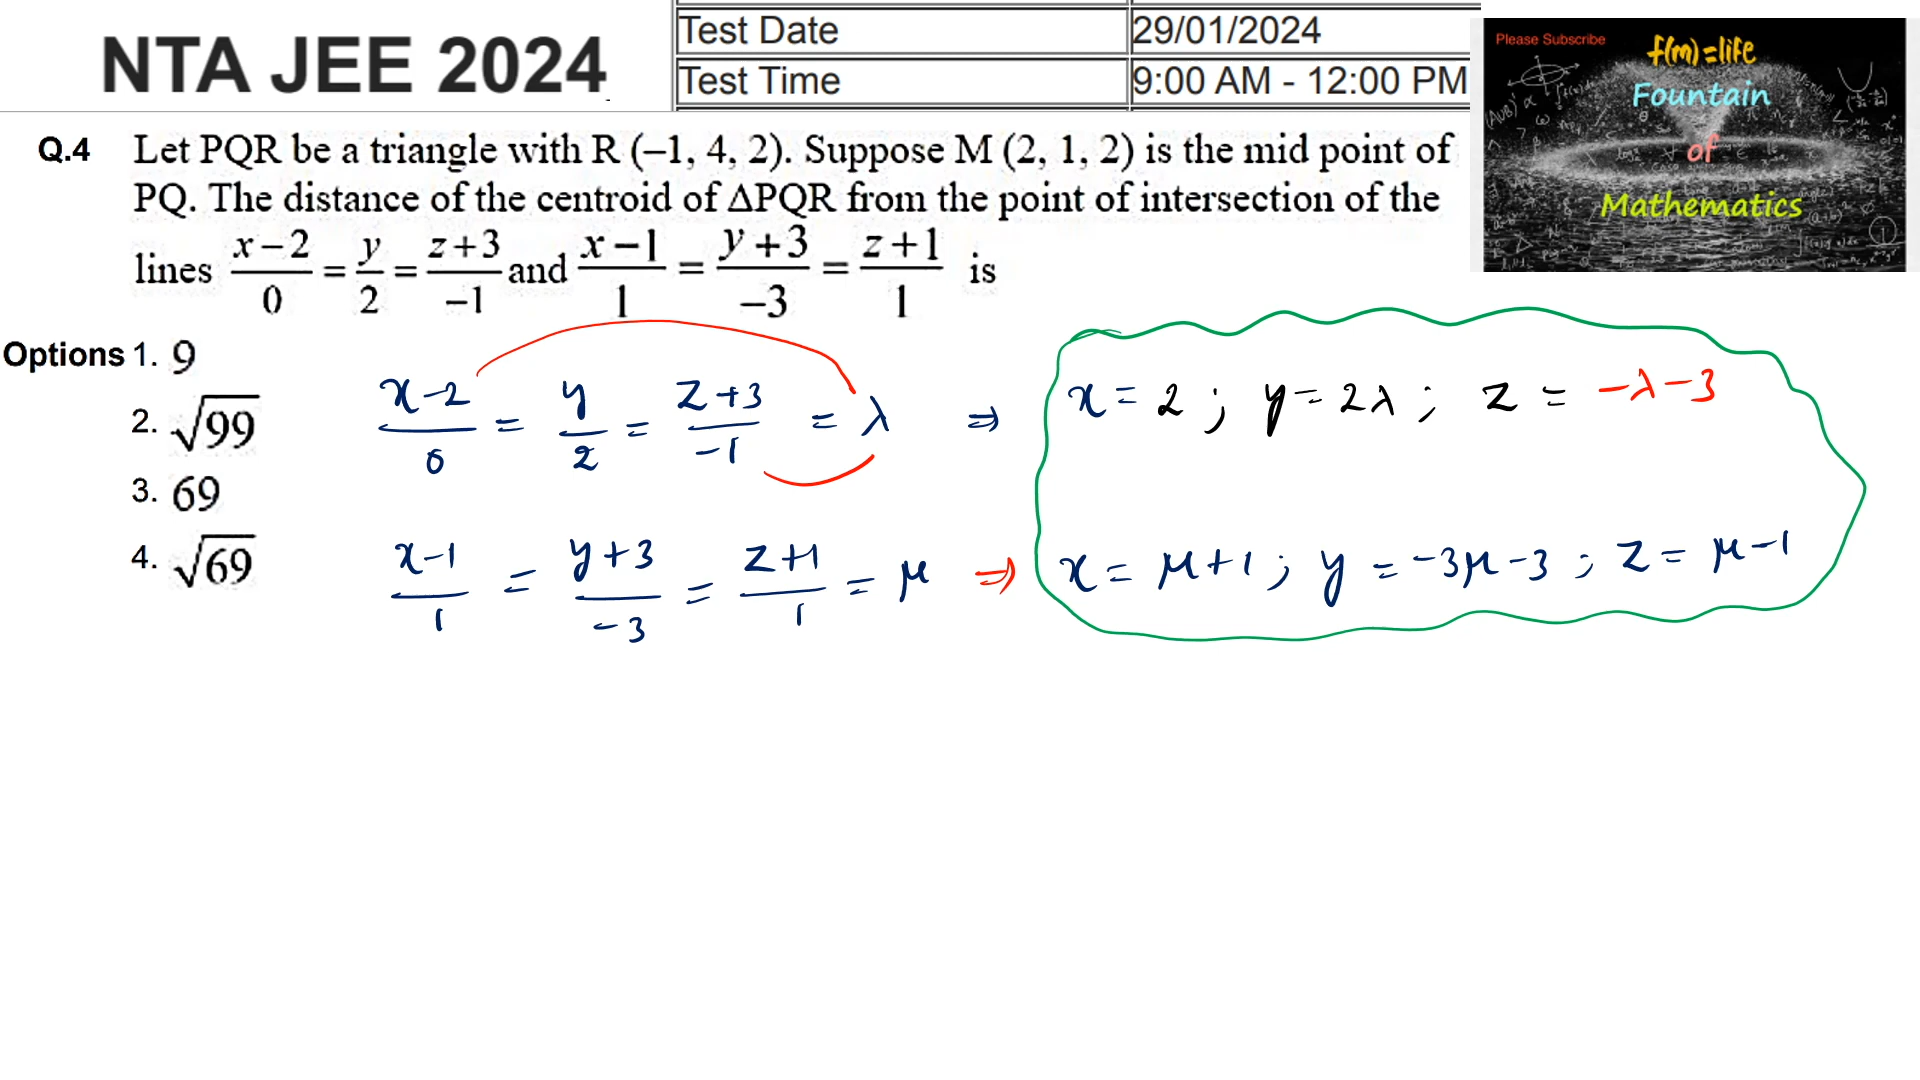 NTA JEE 2024
Test Date 29/01/2024
Test Time 9:00 AM - 12:00 PM
Please Subscribe
f(m)=life
Fountain
of
Mathematics
Q.4 Let PQR be a triangle with R (−1, 4, 2). Suppose M (2, 1, 2) is the mid point of
PQ. The distance of the centroid of ΔPQR from the point of intersection of the
lines (x−2)/0 = y/2 = (z+3)/−1 and (x−1)/1 = (y+3)/−3 = (z+1)/1 is
Options 1. 9
2. √99
3. 69
4. √69
(x-2)/0 = y/2 = (z+3)/-1 = λ ⇒ x = 2 ; y = 2λ ; z = -λ-3
(x-1)/1 = (y+3)/-3 = (z+1)/1 = μ ⇒ x = μ+1 ; y = -3μ-3 ; z = μ-1